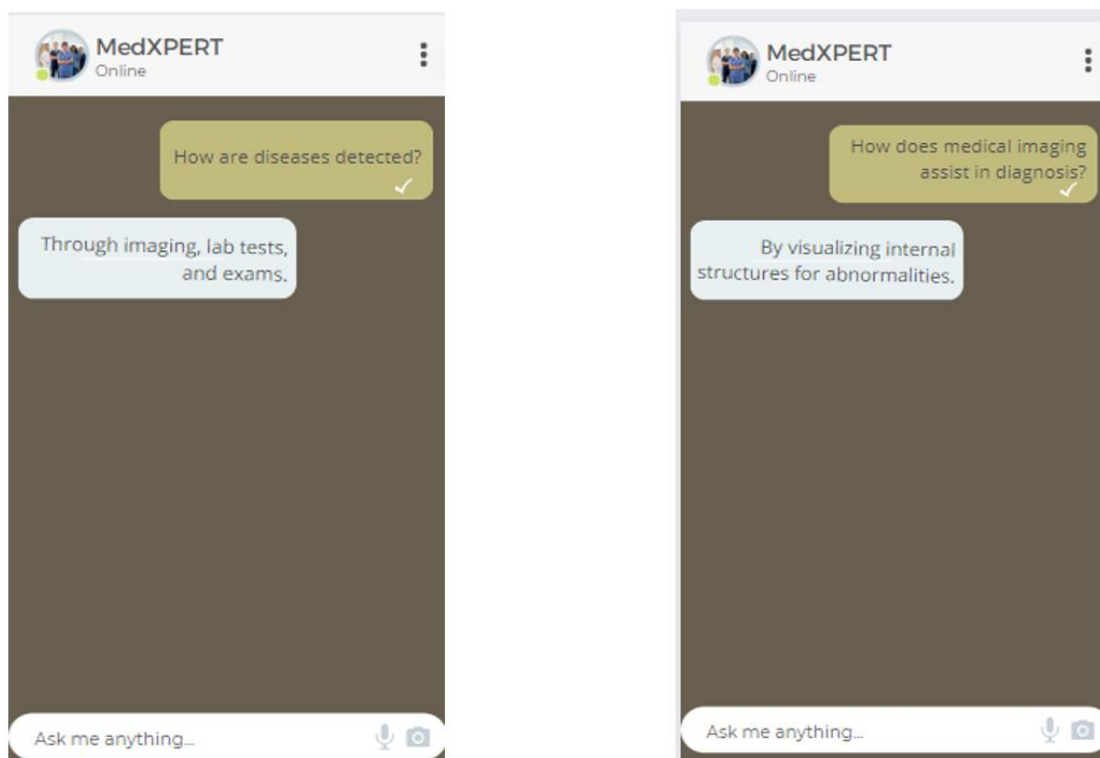 MedXPERT
Online
How are diseases detected?
Through imaging, lab tests,
and exams.
Ask me anything...
MedXPERT
Online
How does medical imaging
assist in diagnosis?
By visualizing internal
structures for abnormalities.
Ask me anything...